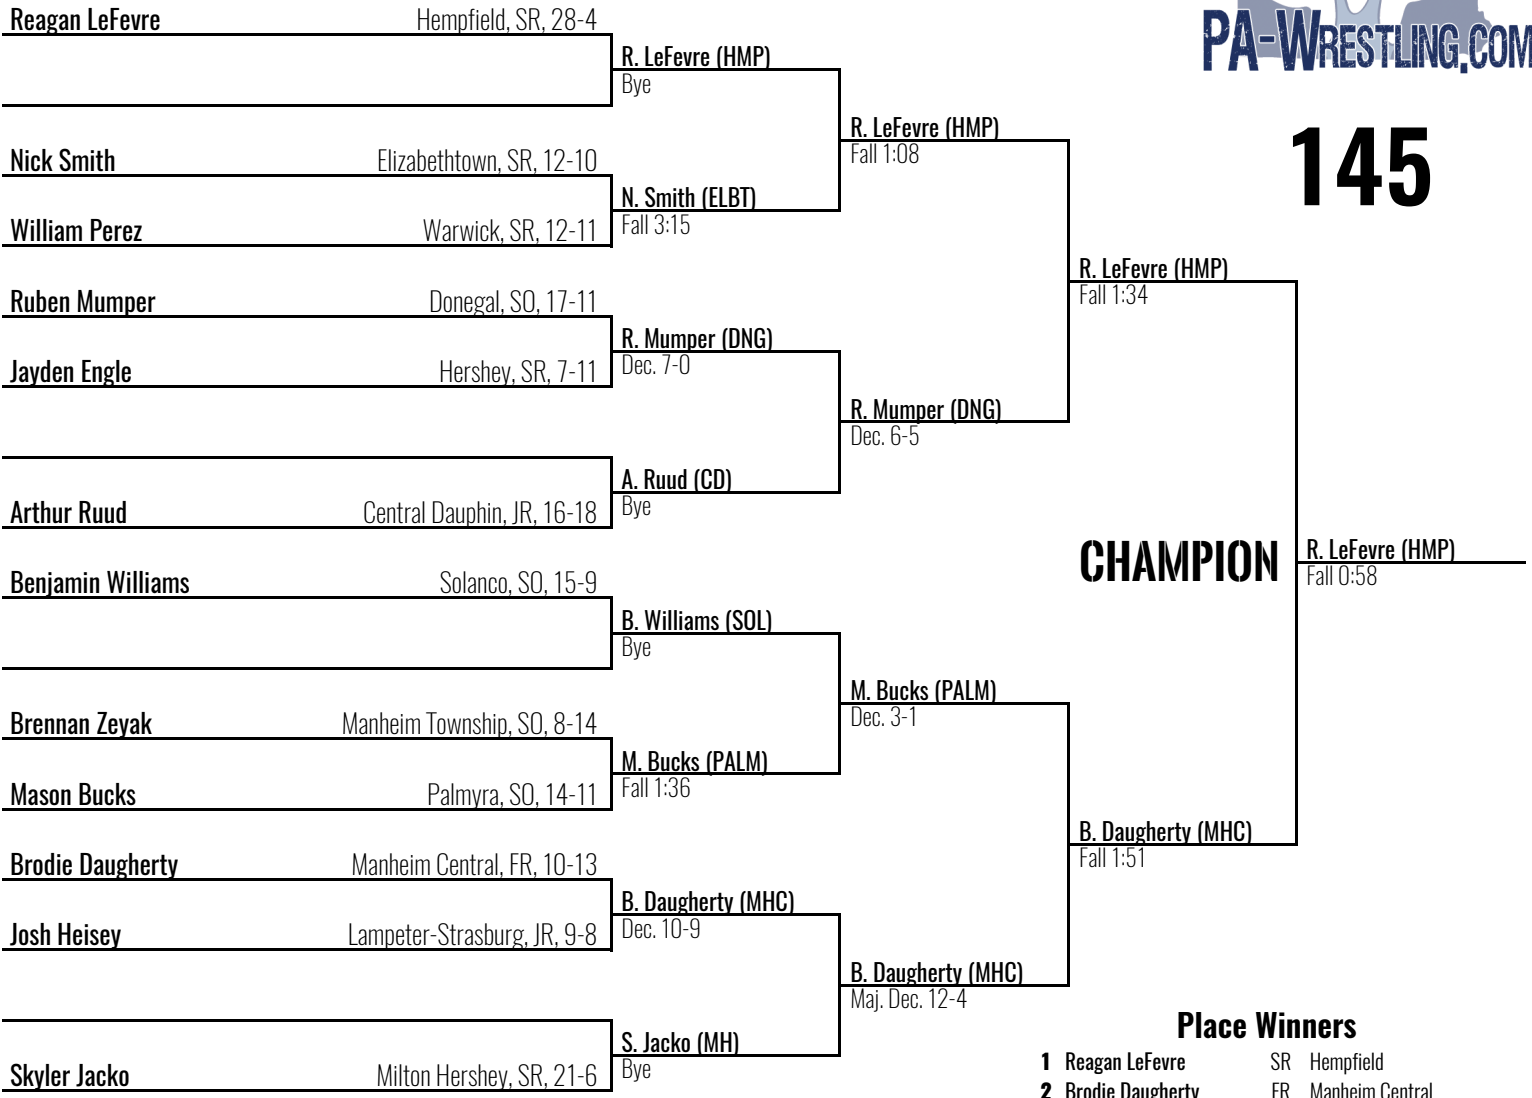 PA-WRESTLING.COM
145
Reagan LeFevre Hempfield, SR, 28-4
R. LeFevre (HMP)
Bye
R. LeFevre (HMP)
Fall 1:08
Nick Smith Elizabethtown, SR, 12-10
N. Smith (ELBT)
Fall 3:15
William Perez Warwick, SR, 12-11
R. LeFevre (HMP)
Fall 1:34
Ruben Mumper Donegal, SO, 17-11
R. Mumper (DNG)
Dec. 7-0
Jayden Engle Hershey, SR, 7-11
R. Mumper (DNG)
Dec. 6-5
A. Ruud (CD)
Bye
Arthur Ruud Central Dauphin, JR, 16-18
CHAMPION
R. LeFevre (HMP)
Fall 0:58
Benjamin Williams Solanco, SO, 15-9
B. Williams (SOL)
Bye
M. Bucks (PALM)
Dec. 3-1
Brennan Zeyak Manheim Township, SO, 8-14
M. Bucks (PALM)
Fall 1:36
Mason Bucks Palmyra, SO, 14-11
B. Daugherty (MHC)
Fall 1:51
Brodie Daugherty Manheim Central, FR, 10-13
B. Daugherty (MHC)
Dec. 10-9
Josh Heisey Lampeter-Strasburg, JR, 9-8
B. Daugherty (MHC)
Maj. Dec. 12-4
S. Jacko (MH)
Bye
Skyler Jacko Milton Hershey, SR, 21-6
Place Winners
1 Reagan LeFevre SR Hempfield
2 Brodie Daugherty FR Manheim Central